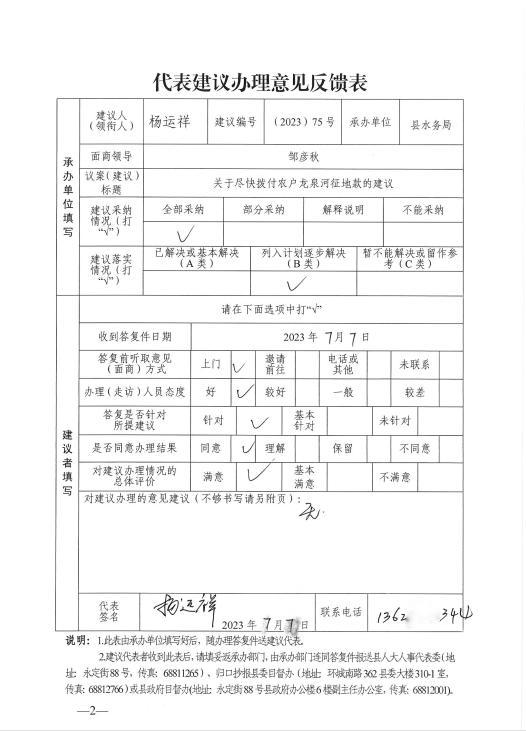 代表建议办理意见反馈表
承办单位填写
建议人（领衔人） 杨运祥 建议编号 （2023）75号 承办单位 县水务局
面商领导 邹彦秋
议案（建议）标题 关于尽快拨付农户龙泉河征地款的建议
建议采纳情况（打“√”） 全部采纳 部分采纳 解释说明 不能采纳
√
建议落实情况（打“√”） 已解决或基本解决（A类） 列入计划逐步解决（B类） 暂不能解决或留作参考（C类）
√
建议者填写
请在下面选项中打“√”
收到答复件日期 2023年7月7日
答复前听取意见（面商）方式 上门 √ 邀请前往 电话或其他 未联系
办理（走访）人员态度 好 √ 较好 一般 较差
答复是否针对所提建议 针对 √ 基本针对 未针对
是否同意办理结果 同意 √ 理解 保留 不同意
对建议办理情况的总体评价 满意 √ 基本满意 不满意
对建议办理的意见建议（不够书写请另附页）：
无.
代表签名 杨运祥 2023年7月7日 联系电话 1362 344
说明： 1.此表由承办单位填写好后，随办理答复件送建议代表.
2.建议代表者收到此表后，请填妥返承办部门，由承办部门连同答复件报送县人大人事代表委（地
址：永定街88号，传真：68811265）、归口抄报县委目督办（地址：环城南路362县委大楼310-1室，
传真：68812766）或县政府目督办(地址：永定街88号县政府办公楼6楼副主任办公室，传真：68812001)。
—2—